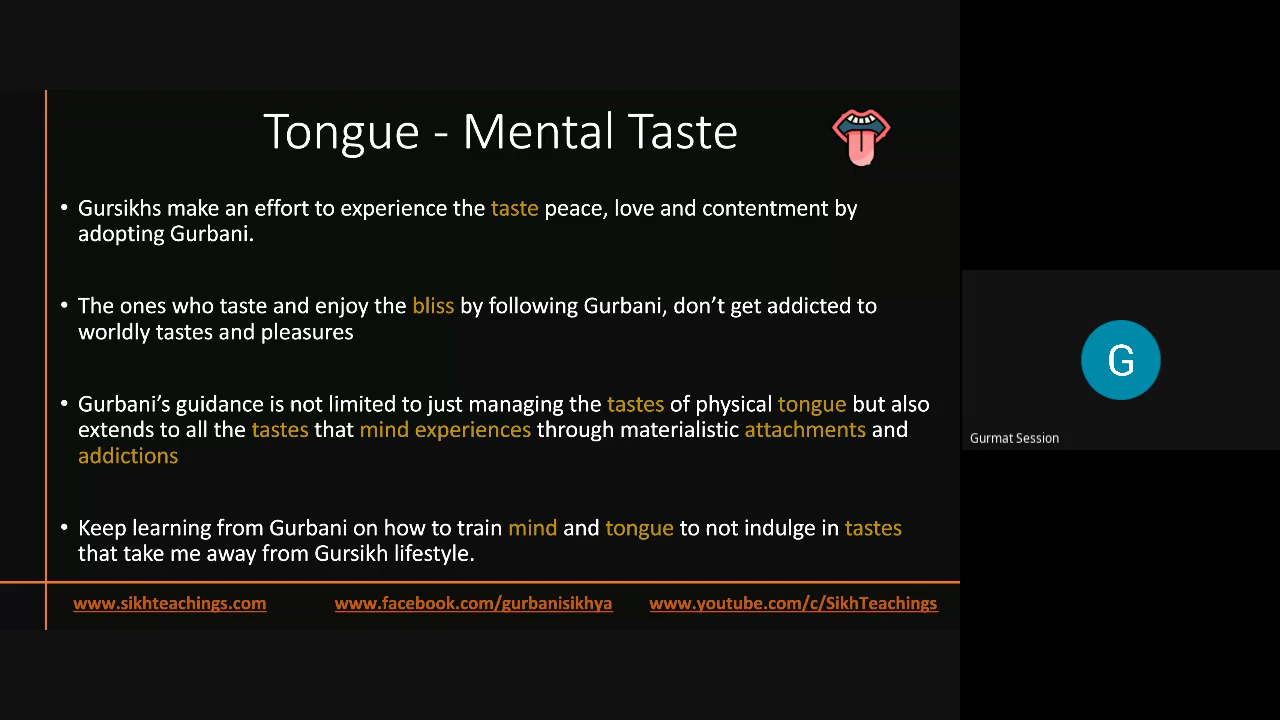 Tongue - Mental Taste
• Gursikhs make an effort to experience the taste peace, love and contentment by
adopting Gurbani.
• The ones who taste and enjoy the bliss by following Gurbani, don’t get addicted to
worldly tastes and pleasures
• Gurbani’s guidance is not limited to just managing the tastes of physical tongue but also
extends to all the tastes that mind experiences through materialistic attachments and
addictions
• Keep learning from Gurbani on how to train mind and tongue to not indulge in tastes
that take me away from Gursikh lifestyle.
www.sikhteachings.com www.facebook.com/gurbanisikhya www.youtube.com/c/SikhTeachings
G
Gurmat Session